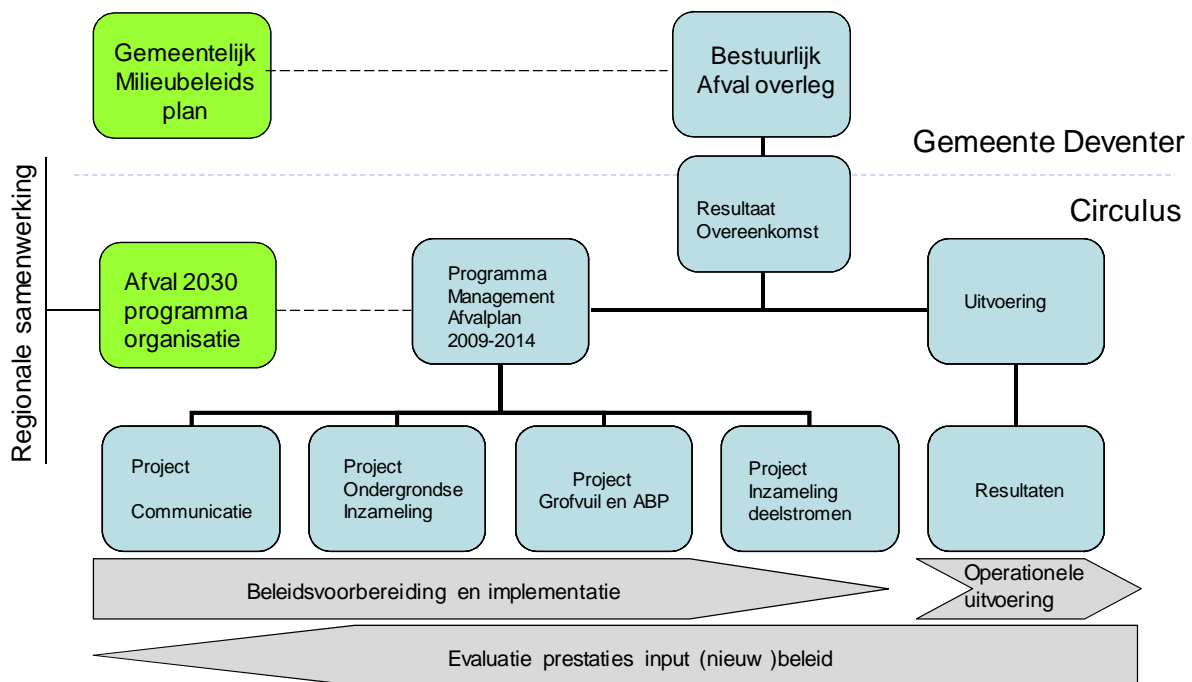 Gemeentelijk
Milieubeleids
plan
Bestuurlijk
Afval overleg
Gemeente Deventer
Regionale samenwerking
Resultaat
Overeenkomst
Circulus
Afval 2030
programma
organisatie
Programma
Management
Afvalplan
2009-2014
Uitvoering
Project
Communicatie
Project
Ondergrondse
Inzameling
Project
Grofvuil en ABP
Project
Inzameling
deelstromen
Resultaten
Beleidsvoorbereiding en implementatie
Operationele
uitvoering
Evaluatie prestaties input (nieuw )beleid